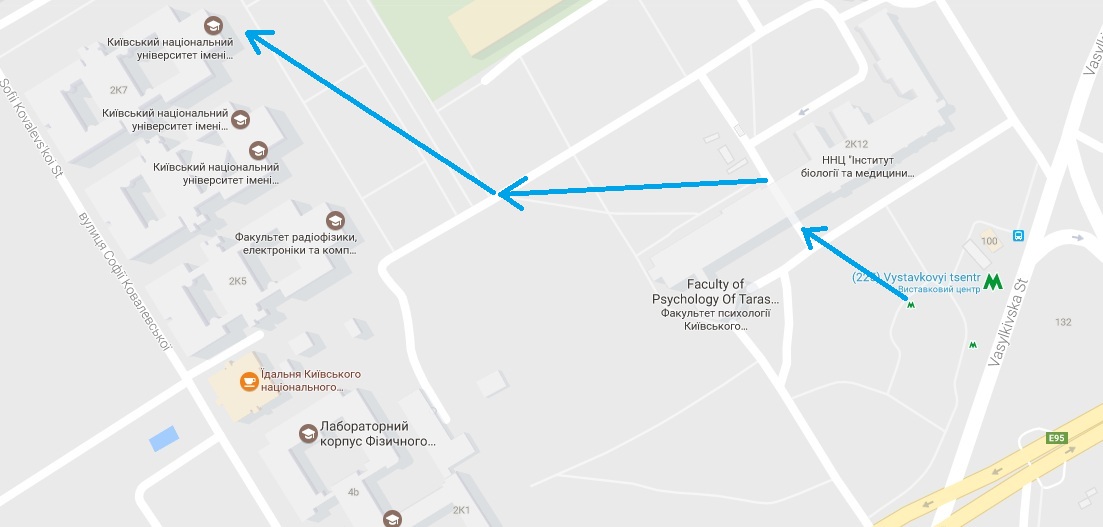 Київський національний
університет імені...
2K7
Sofii Kovalevs'koi St
Київський національний
університет імені...
Київський національний
університет імені...
вулиця Софії Ковалевської
Факультет радіофізики,
електроніки та комп...
2K5
Їдальня Київського
національного...
Лабораторний
корпус Фізичного...
4b
2K1
2K12
ННЦ "Інститут
біології та медицини...
Faculty of
Psychology Of Taras...
Факультет психології
Київського...
Vystavkovyi tsentr
Виставковий центр
100
132
Vasylkivska St
E95